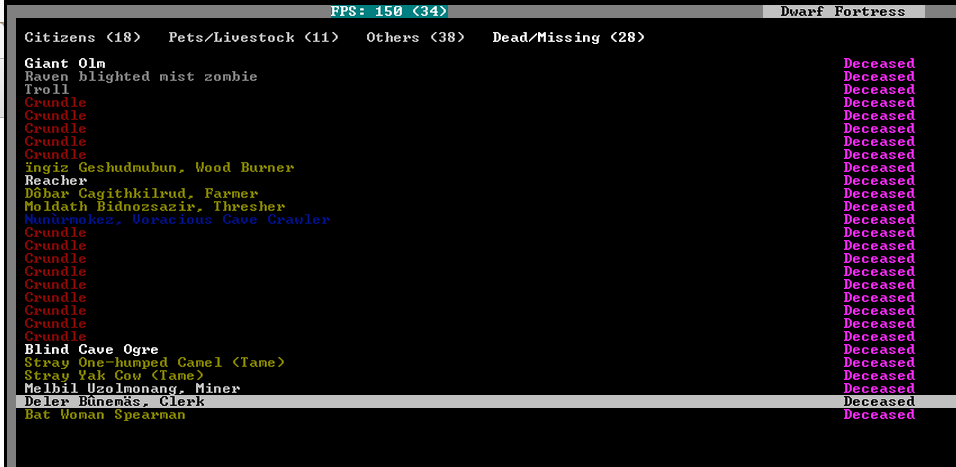 FPS: 150 (34) Dwarf Fortress
Citizens (18) Pets/Livestock (11) Others (38) Dead/Missing (28)
Giant Olm Deceased
Raven blighted mist zombie Deceased
Troll Deceased
Crundle Deceased
Crundle Deceased
Crundle Deceased
Crundle Deceased
Crundle Deceased
ïngiz Geshudmubun, Wood Burner Deceased
Reacher Deceased
Dôbar Cagithkilrud, Farmer Deceased
Moldath Bidnozsazir, Thresher Deceased
Nunùrmokez, Voracious Cave Crawler Deceased
Crundle Deceased
Crundle Deceased
Crundle Deceased
Crundle Deceased
Crundle Deceased
Crundle Deceased
Crundle Deceased
Crundle Deceased
Crundle Deceased
Blind Cave Ogre Deceased
Stray One-humped Camel (Tame) Deceased
Stray Yak Cow (Tame) Deceased
Melbil Uzolmonang, Miner Deceased
Deler Bûnemäs, Clerk Deceased
Bat Woman Spearman Deceased